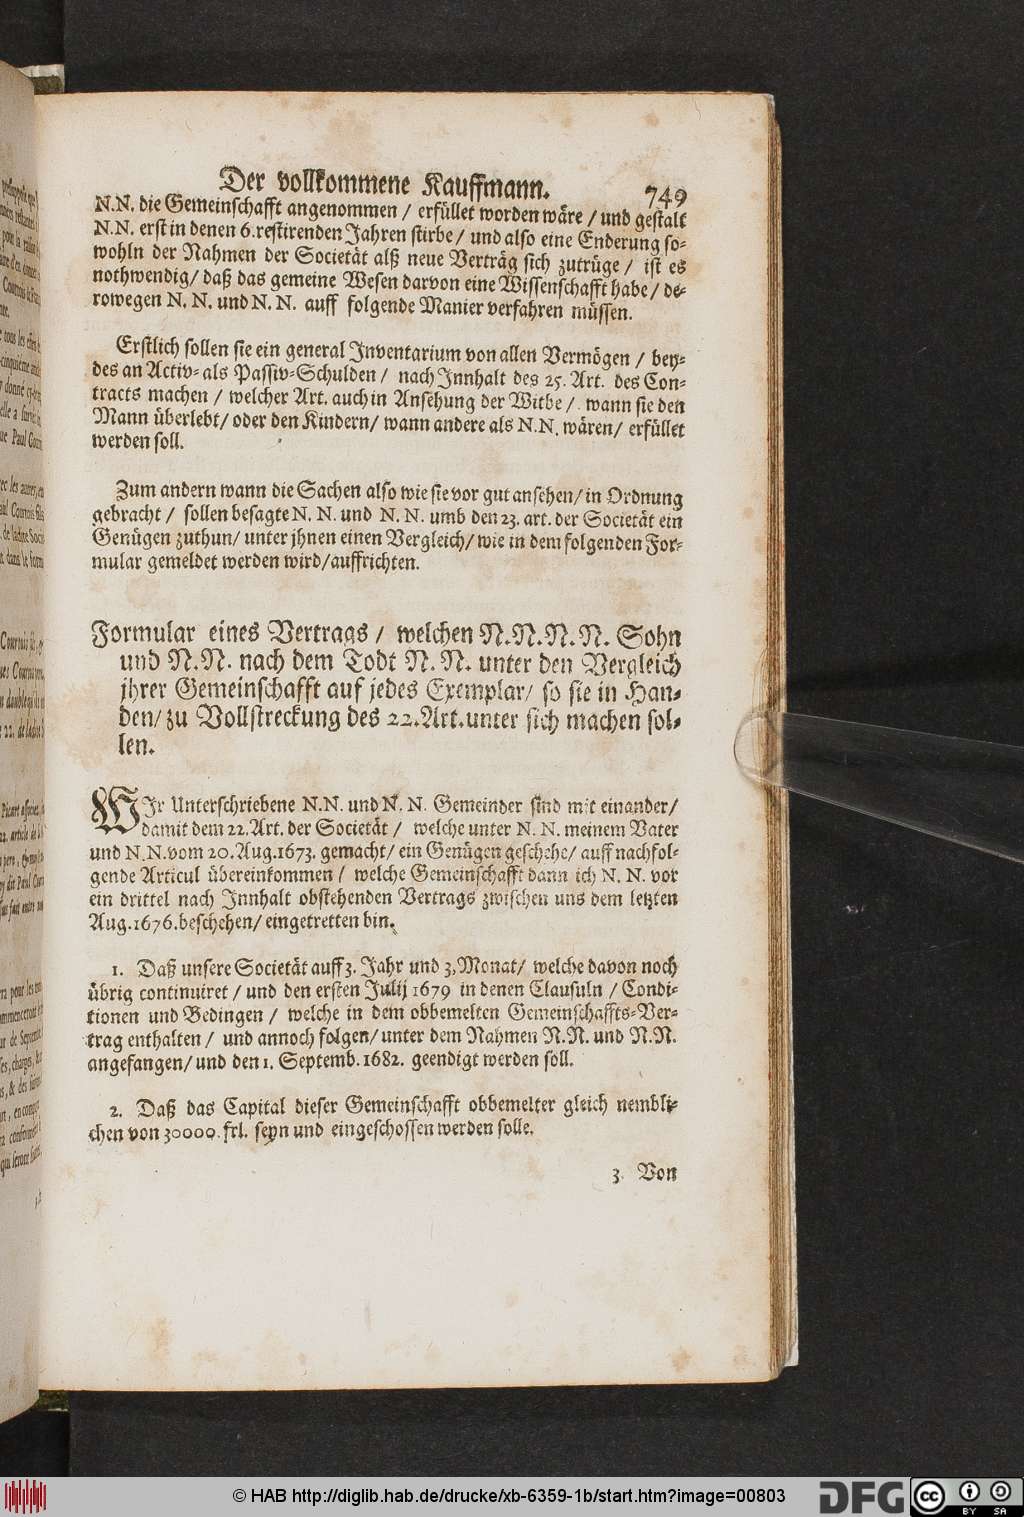 Der vollkommene Kauffmann. 749
N.N. die Gemeinschafft angenommen / erfüllet worden wäre / und gestalt
N.N. erst in denen 6. restirenden Jahren stirbe / und also eine Enderung so-
wohln der Nahmen der Societät alß neue Verträg sich zutrüge / ist es
nothwendig / daß das gemeine Wesen darvon eine Wissenschafft habe / de-
rowegen N. N. und N. N. auff folgende Manier verfahren müssen.
Erstlich sollen sie ein general Inventarium von allen Vermögen / bey-
des an Activ- als Passiv-Schulden / nach Innhalt des 25. Art. des Con-
tracts machen / welcher Art. auch in Ansehung der Witbe / wann sie den
Mann überlebt / oder den Kindern / wann andere als N.N. wären / erfüllet
werden soll.
Zum andern wann die Sachen also wie sie vor gut ansehen / in Ordnung
gebracht / sollen besagte N. N. und N. N. umb den 23. art. der Societät ein
Genügen zuthun / unter jhnen einen Vergleich / wie in dem folgenden For-
mular gemeldet werden wird / auffrichten.
Formular eines Vertrags / welchen N.N.N.N. Sohn
und N.N. nach dem Todt N.N. unter den Vergleich
jhrer Gemeinschafft auf jedes Exemplar / so sie in Han-
den / zu Vollstreckung des 22. Art. unter sich machen sol-
len.
WIr Unterschriebene N.N. und N. N. Gemeinder sind mit einander /
damit dem 22. Art. der Societät / welche unter N. N. meinem Vater
und N.N. vom 20. Aug. 1673. gemacht / ein Genügen geschehe / auff nachfol-
gende Articul übereinkommen / welche Gemeinschafft dann ich N. N. vor
ein drittel nach Innhalt obstehenden Vertrags zwischen uns dem letzten
Aug. 1676. beschehen / eingetretten bin.
1. Daß unsere Societät auff 3. Jahr und 3. Monat / welche davon noch
übrig continuiret / und den ersten Julij 1679 in denen Clausuln / Condi-
tionen und Bedingen / welche in dem obbemelten Gemeinschaffts-Ver-
trag enthalten / und annoch folgen / unter dem Nahmen N.N. und N.N.
angefangen / und den 1. Septemb. 1682. geendigt werden soll.
2. Daß das Capital dieser Gemeinschafft obbemelter gleich nembli-
chen von 30000. frl. seyn und eingeschossen werden solle.
3. Von
© HAB http://diglib.hab.de/drucke/xb-6359-1b/start.htm?image=00803
DFG
cc BY SA